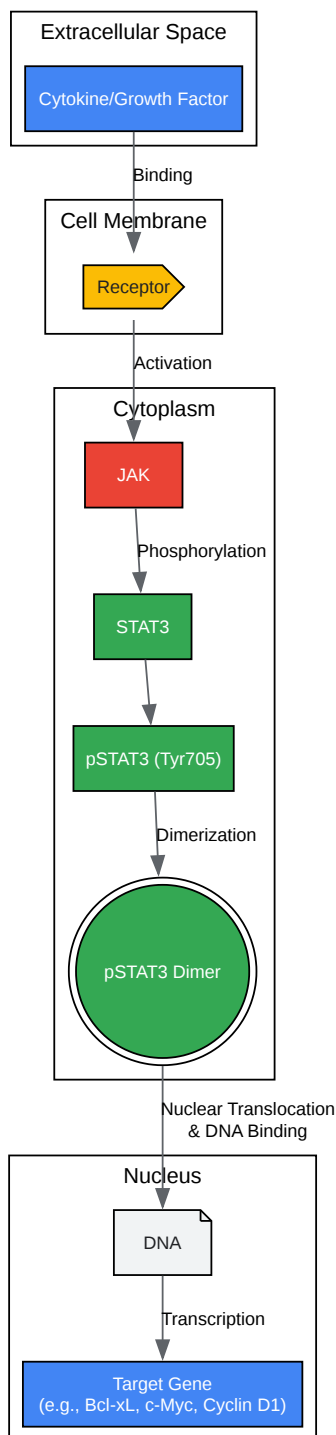 Extracellular Space
Cytokine/Growth Factor
Binding
Cell Membrane
Receptor
Activation
Cytoplasm
JAK
Phosphorylation
STAT3
pSTAT3 (Tyr705)
Dimerization
pSTAT3 Dimer
Nuclear Translocation
& DNA Binding
Nucleus
DNA
Transcription
Target Gene
(e.g., Bcl-xL, c-Myc, Cyclin D1)